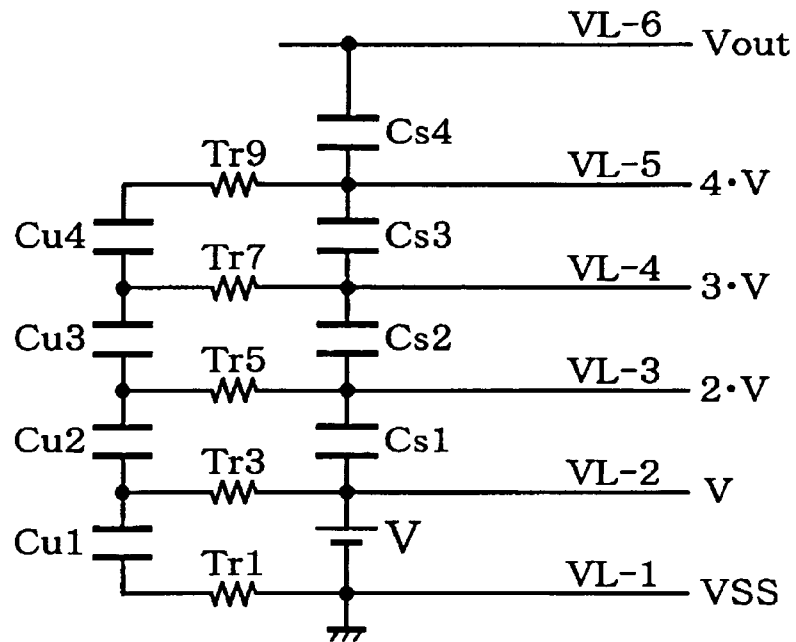 VL-6 Vout
Cs4
Tr9 VL-5 4·V
Cu4 Cs3
Tr7 VL-4 3·V
Cu3 Cs2
Tr5 VL-3 2·V
Cu2 Cs1
Tr3 VL-2 V
Cu1 V
Tr1 VL-1 VSS